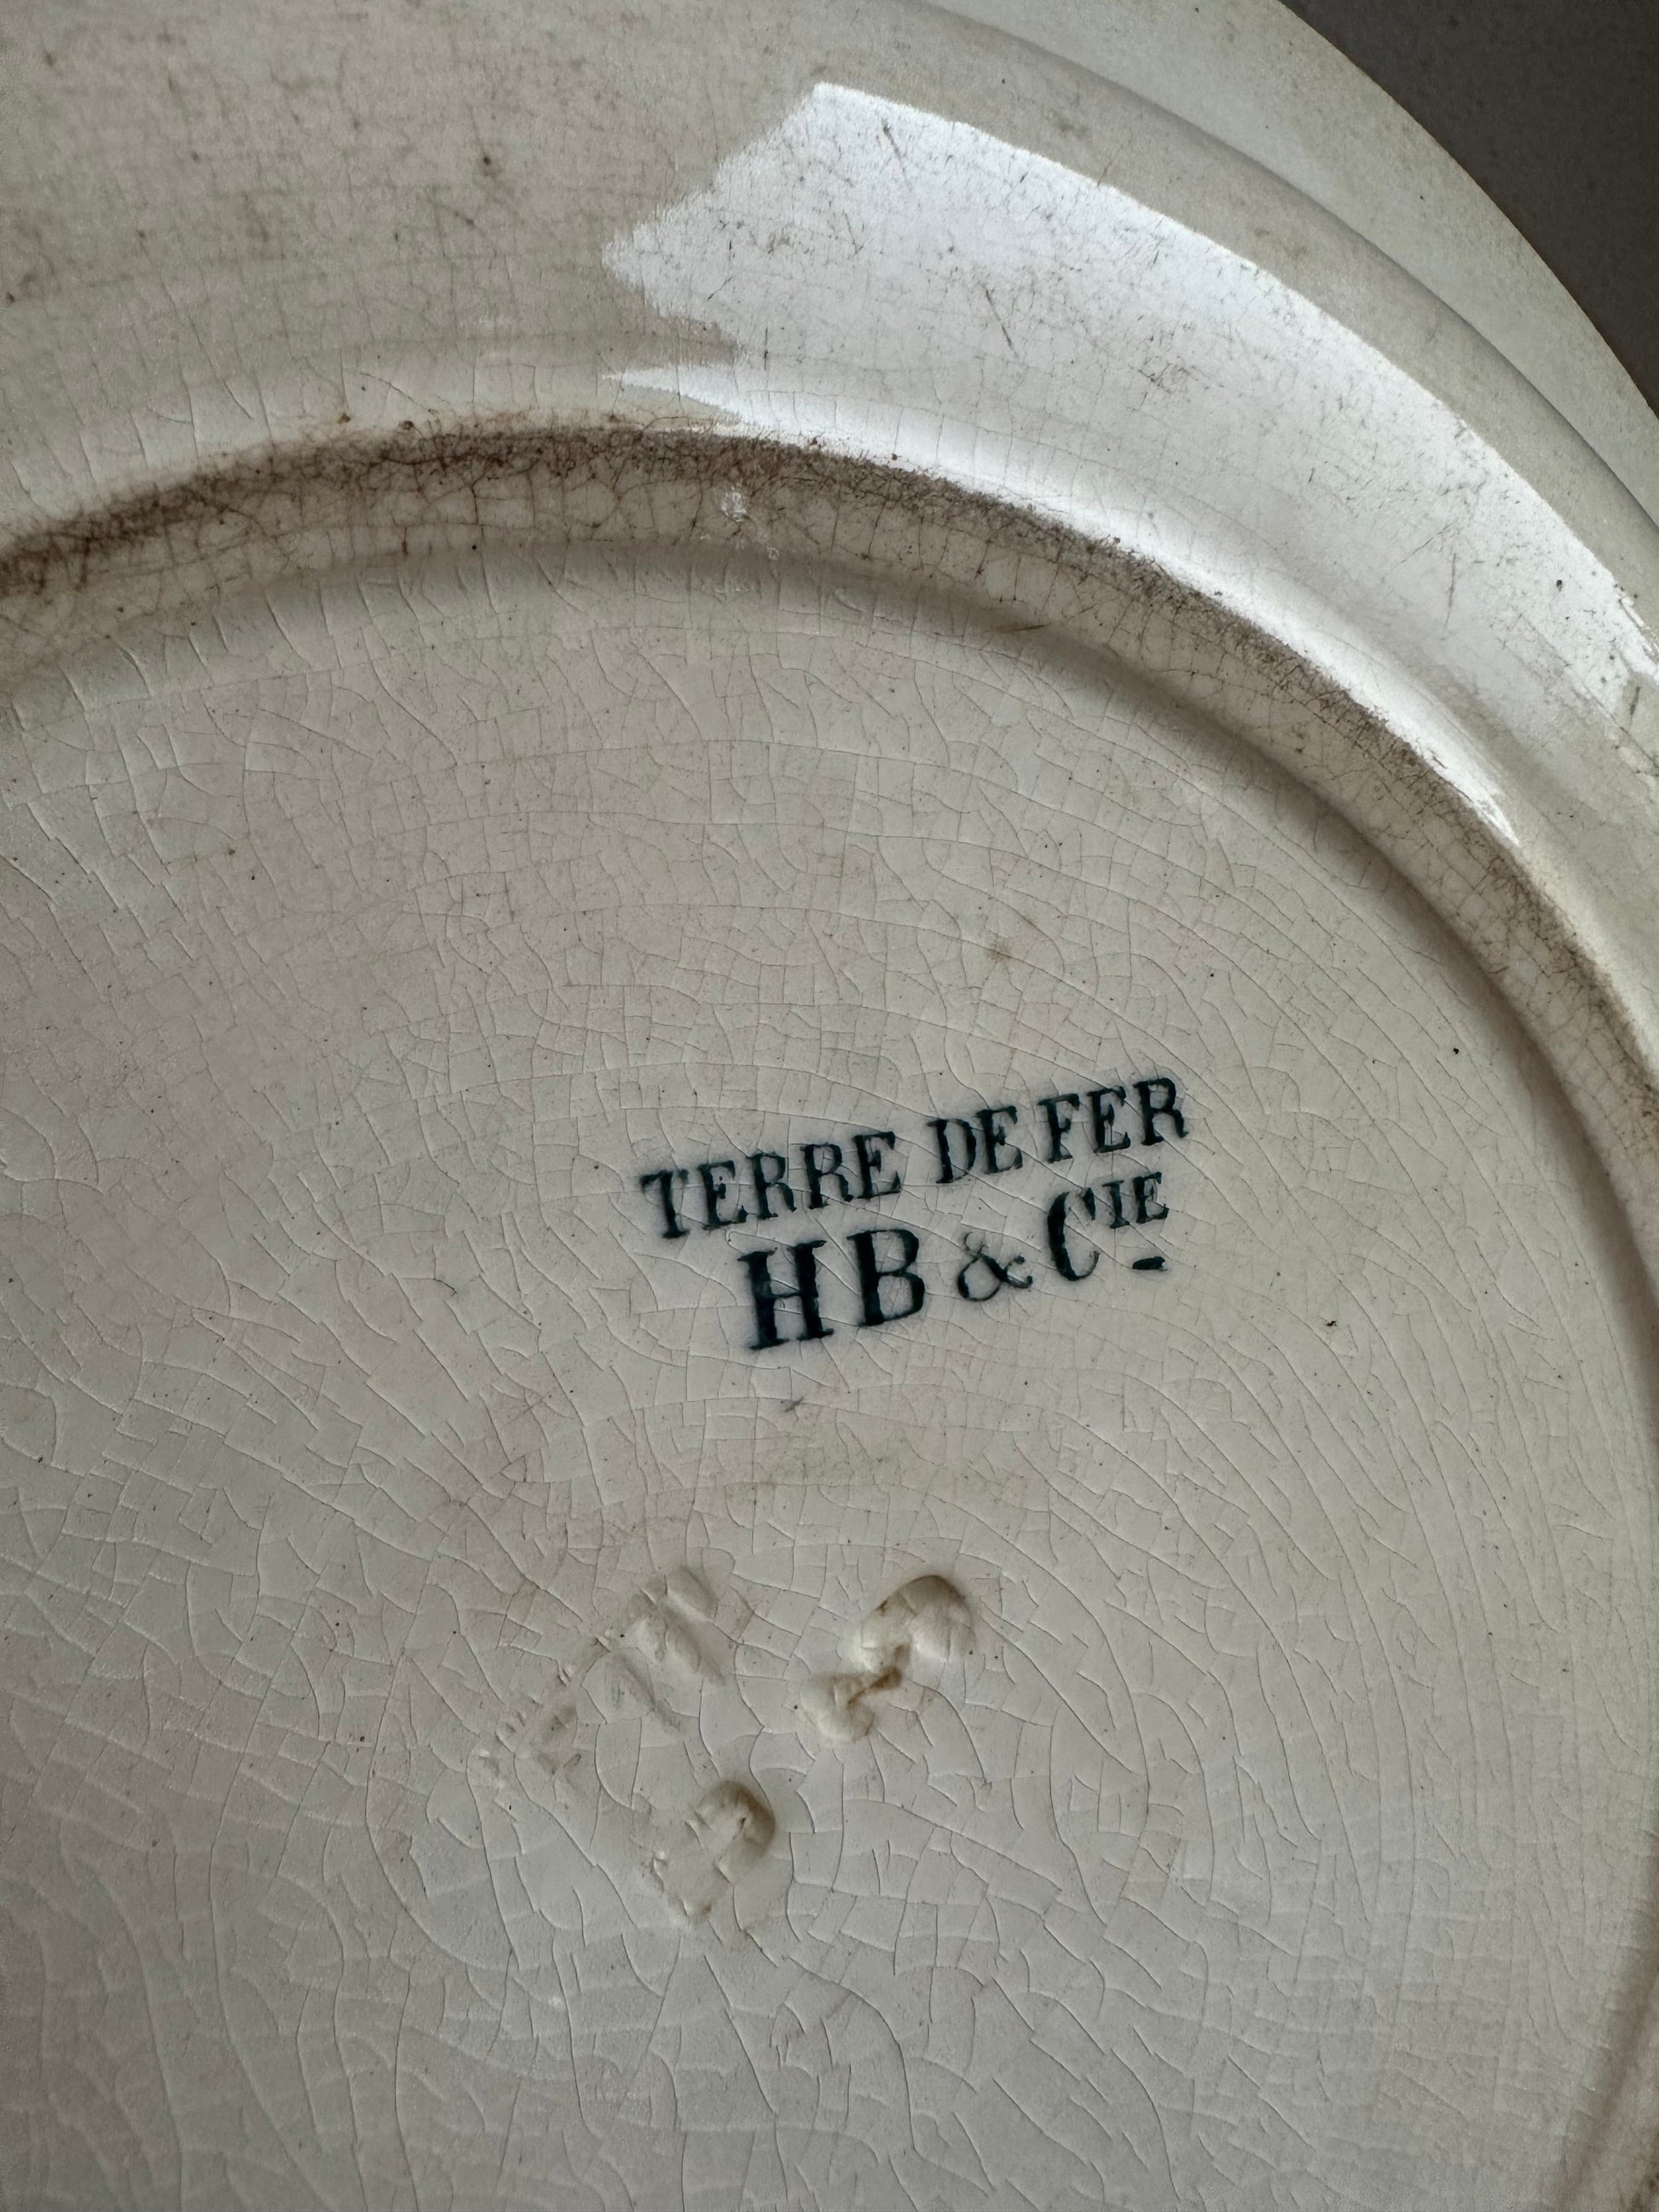 TERRE DE FER
HB & CIE